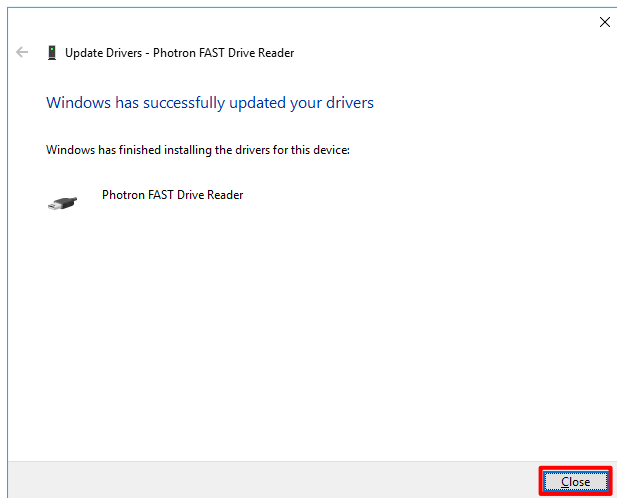 Update Drivers - Photron FAST Drive Reader
Windows has successfully updated your drivers
Windows has finished installing the drivers for this device:
Photron FAST Drive Reader
Close